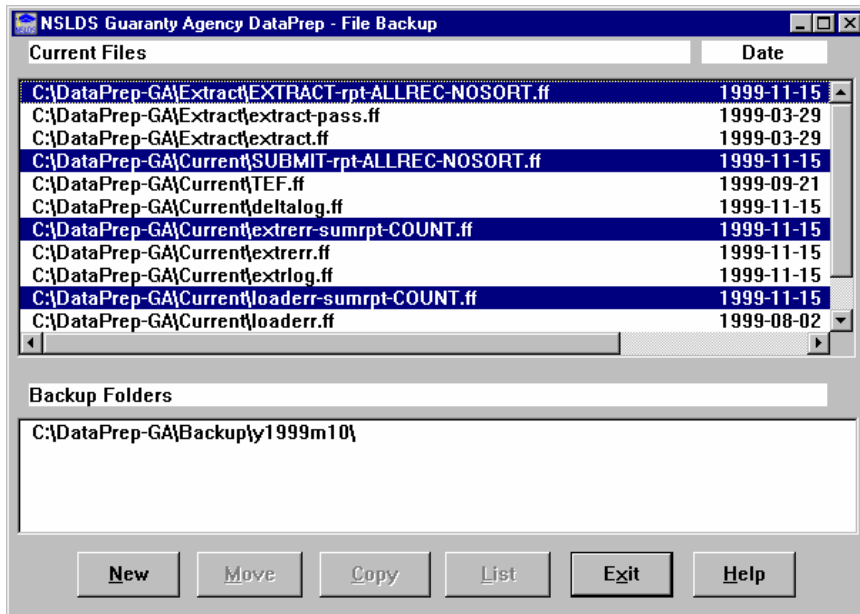 NSLDS Guaranty Agency DataPrep - File Backup
Current Files Date
C:\DataPrep-GA\Extract\EXTRACT-rpt-ALLREC-NOSORT.ff 1999-11-15
C:\DataPrep-GA\Extract\extract-pass.ff 1999-03-29
C:\DataPrep-GA\Extract\extract.ff 1999-03-29
C:\DataPrep-GA\Current\SUBMIT-rpt-ALLREC-NOSORT.ff 1999-11-15
C:\DataPrep-GA\Current\TEF.ff 1999-09-21
C:\DataPrep-GA\Current\deltalog.ff 1999-11-15
C:\DataPrep-GA\Current\extrerr-sumrpt-COUNT.ff 1999-11-15
C:\DataPrep-GA\Current\extrerr.ff 1999-11-15
C:\DataPrep-GA\Current\extrlog.ff 1999-11-15
C:\DataPrep-GA\Current\loaderr-sumrpt-COUNT.ff 1999-11-15
C:\DataPrep-GA\Current\loaderr.ff 1999-08-02
Backup Folders
C:\DataPrep-GA\Backup\y1999m10\
New Move Copy List Exit Help